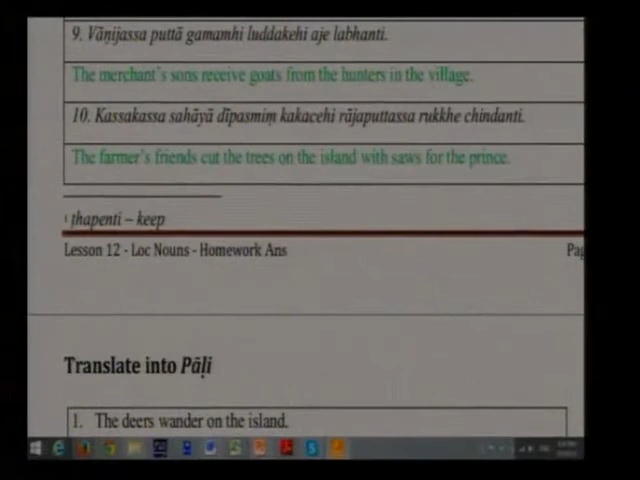 9. Vāṇijassa puttā gamamhi luddakehi aje labhanti.
The merchant's sons receive goats from the hunters in the village.
10. Kassakassa sahāyā dīpasmiṃ kakacehi rājaputtassa rukkhe chindanti.
The farmer's friends cut the trees on the island with saws for the prince.
ṭhapenti – keep
Lesson 12 - Loc Nouns - Homework Ans
Translate into Pāḷi
1. The deers wander on the island.